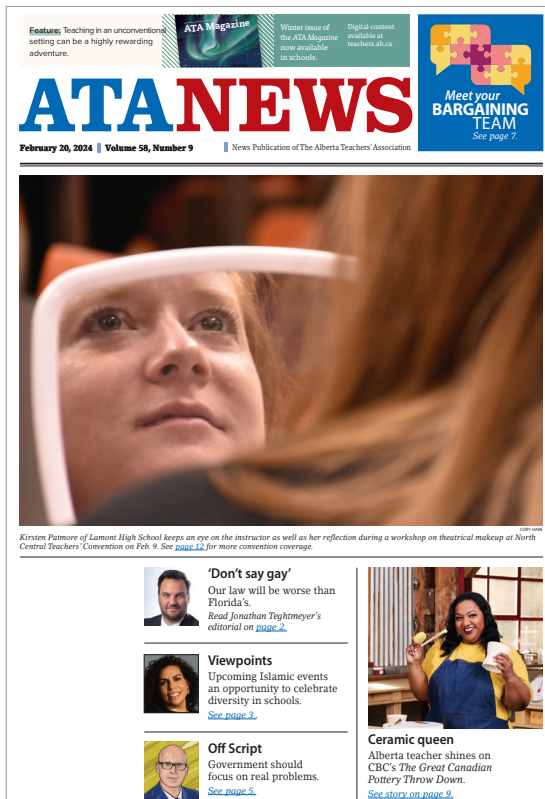 Feature: Teaching in an unconventional
setting can be a highly rewarding
adventure.
ATA Magazine
Winter issue of
the ATA Magazine
now available
in schools.
Digital content
available at
teachers.ab.ca
Meet your
BARGAINING
TEAM
See page 7.
ATANEWS
February 20, 2024 | Volume 58, Number 9
News Publication of The Alberta Teachers' Association
CORY HARE
Kirsten Patmore of Lamont High School keeps an eye on the instructor as well as her reflection during a workshop on theatrical makeup at North
Central Teachers' Convention on Feb. 9. See page 12 for more convention coverage.
'Don't say gay'
Our law will be worse than
Florida's.
Read Jonathan Teghtmeyer's
editorial on page 2.
Viewpoints
Upcoming Islamic events
an opportunity to celebrate
diversity in schools.
See page 3.
Off Script
Government should
focus on real problems.
See page 5.
Ceramic queen
Alberta teacher shines on
CBC's The Great Canadian
Pottery Throw Down.
See story on page 9.